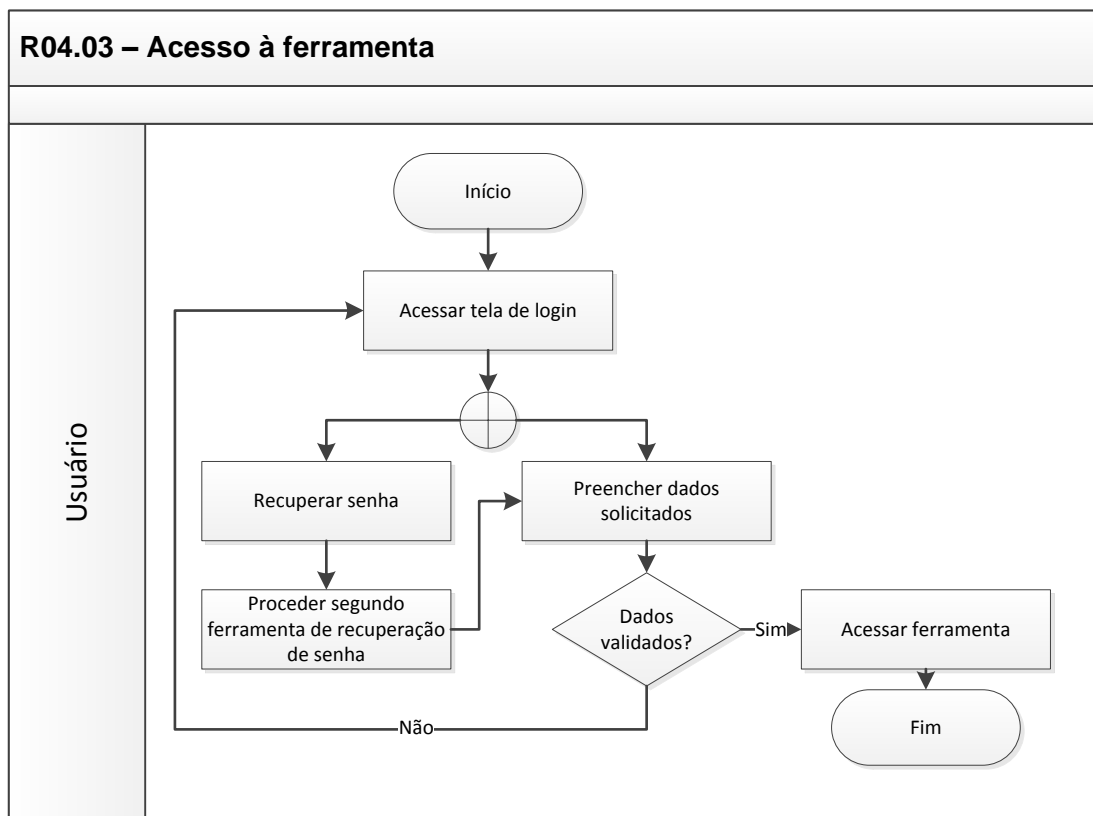 R04.03 – Acesso à ferramenta
Usuário
Início
Acessar tela de login
Recuperar senha
Preencher dados
solicitados
Proceder segundo
ferramenta de recuperação
de senha
Dados
validados?
Sim
Acessar ferramenta
Não
Fim